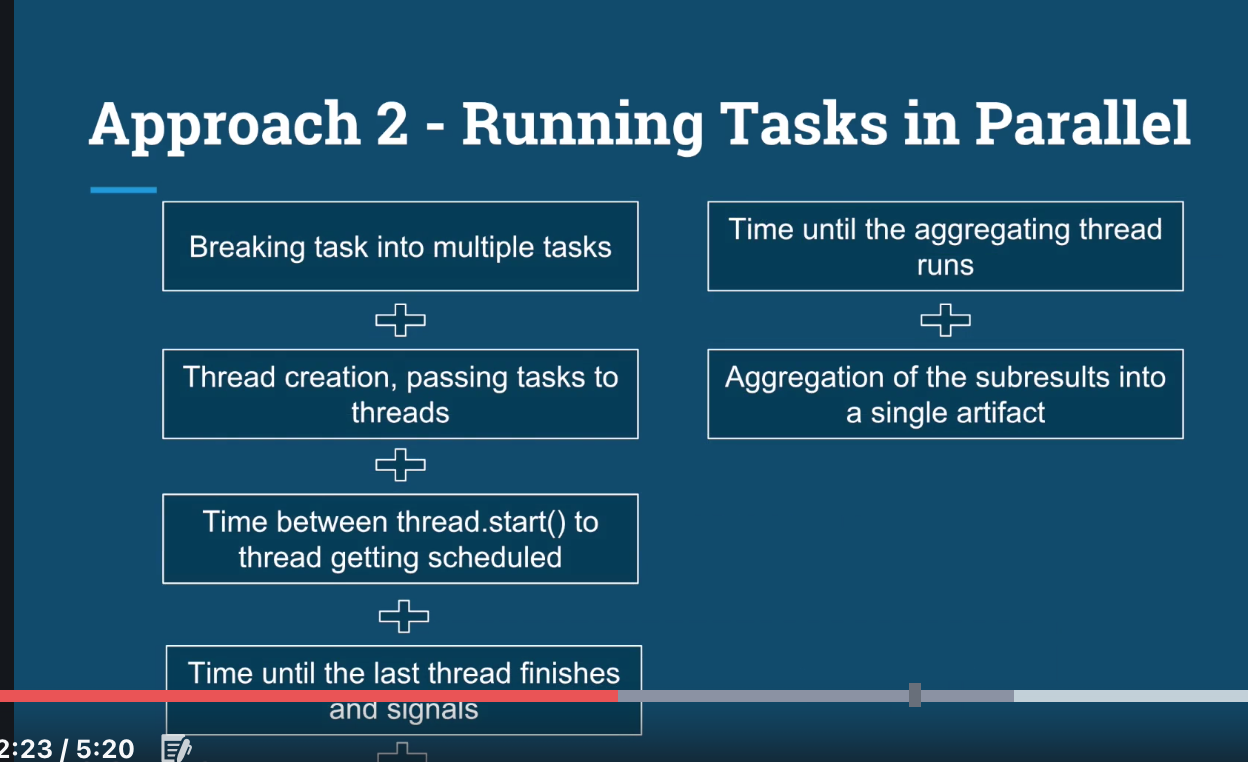 Approach 2 - Running Tasks in Parallel
Breaking task into multiple tasks
Thread creation, passing tasks to
threads
Time between thread.start() to
thread getting scheduled
Time until the last thread finishes
and signals
Time until the aggregating thread
runs
Aggregation of the subresults into
a single artifact
2:23 / 5:20